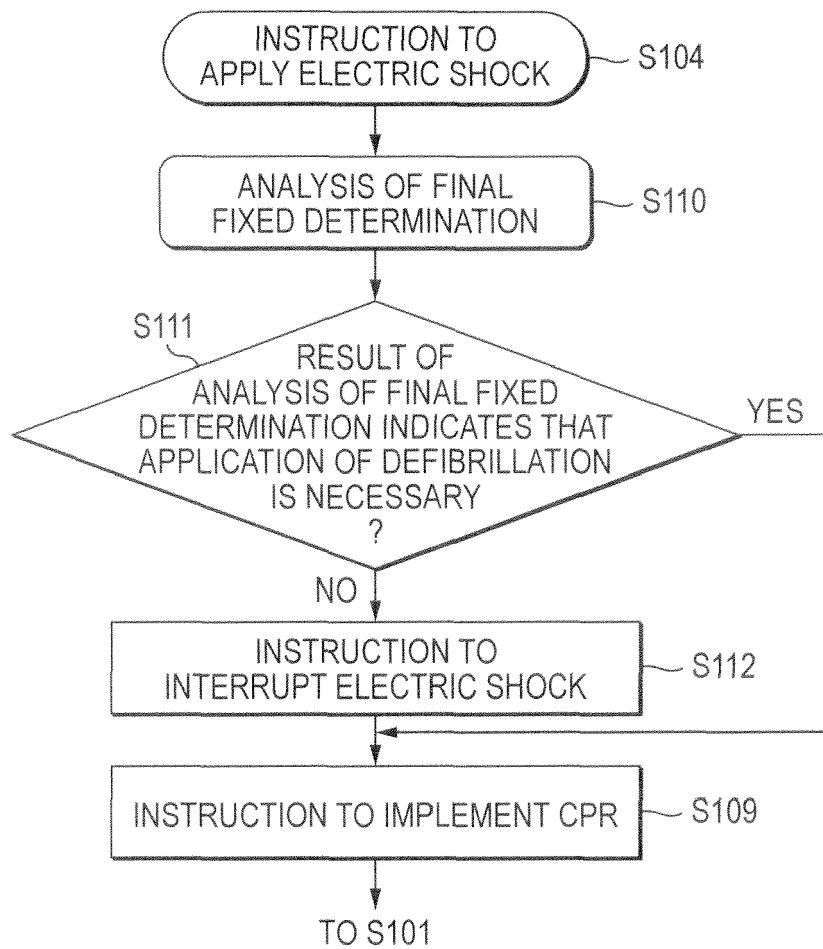 INSTRUCTION TO
APPLY ELECTRIC SHOCK
S104
ANALYSIS OF FINAL
FIXED DETERMINATION
S110
S111
RESULT OF
ANALYSIS OF FINAL FIXED
DETERMINATION INDICATES THAT
APPLICATION OF DEFIBRILLATION
IS NECESSARY
?
YES
NO
INSTRUCTION TO
INTERRUPT ELECTRIC SHOCK
S112
INSTRUCTION TO IMPLEMENT CPR
S109
TO S101